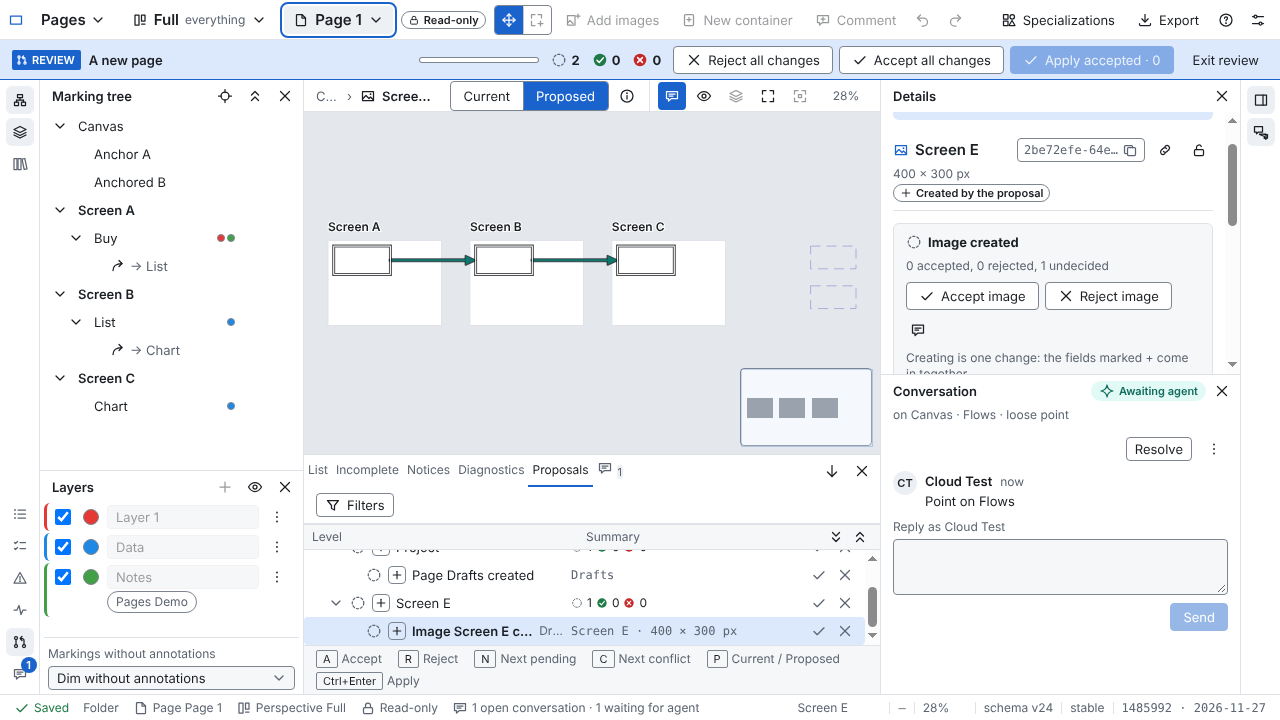 Pages
Full everything
Page 1
Read-only
Add images
New container
Comment
Specializations
Export
REVIEW A new page
2 0 0
Reject all changes
Accept all changes
Apply accepted · 0
Exit review
Marking tree
Canvas
Anchor A
Anchored B
Screen A
Buy
→ List
Screen B
List
→ Chart
Screen C
Chart
Layers
Layer 1
Data
Notes
Pages Demo
Markings without annotations
Dim without annotations
C... › Scree...
Current Proposed
28%
Screen A Screen B Screen C
List Incomplete Notices Diagnostics Proposals 1
Filters
Level Summary
Page Drafts created Drafts
Screen E 1 0 0
Image Screen E c... Dr... Screen E · 400 × 300 px
A Accept R Reject N Next pending C Next conflict P Current / Proposed
Ctrl+Enter Apply
Details
Screen E 2be72efe-64e…
400 × 300 px
+ Created by the proposal
Image created
0 accepted, 0 rejected, 1 undecided
Accept image Reject image
Creating is one change: the fields marked + come
in together.
Conversation Awaiting agent
on Canvas · Flows · loose point
Resolve
CT Cloud Test now
Point on Flows
Reply as Cloud Test
Send
1
Saved Folder Page Page 1 Perspective Full Read-only 1 open conversation · 1 waiting for agent Screen E – 28% schema v24 stable 1485992 · 2026-11-27